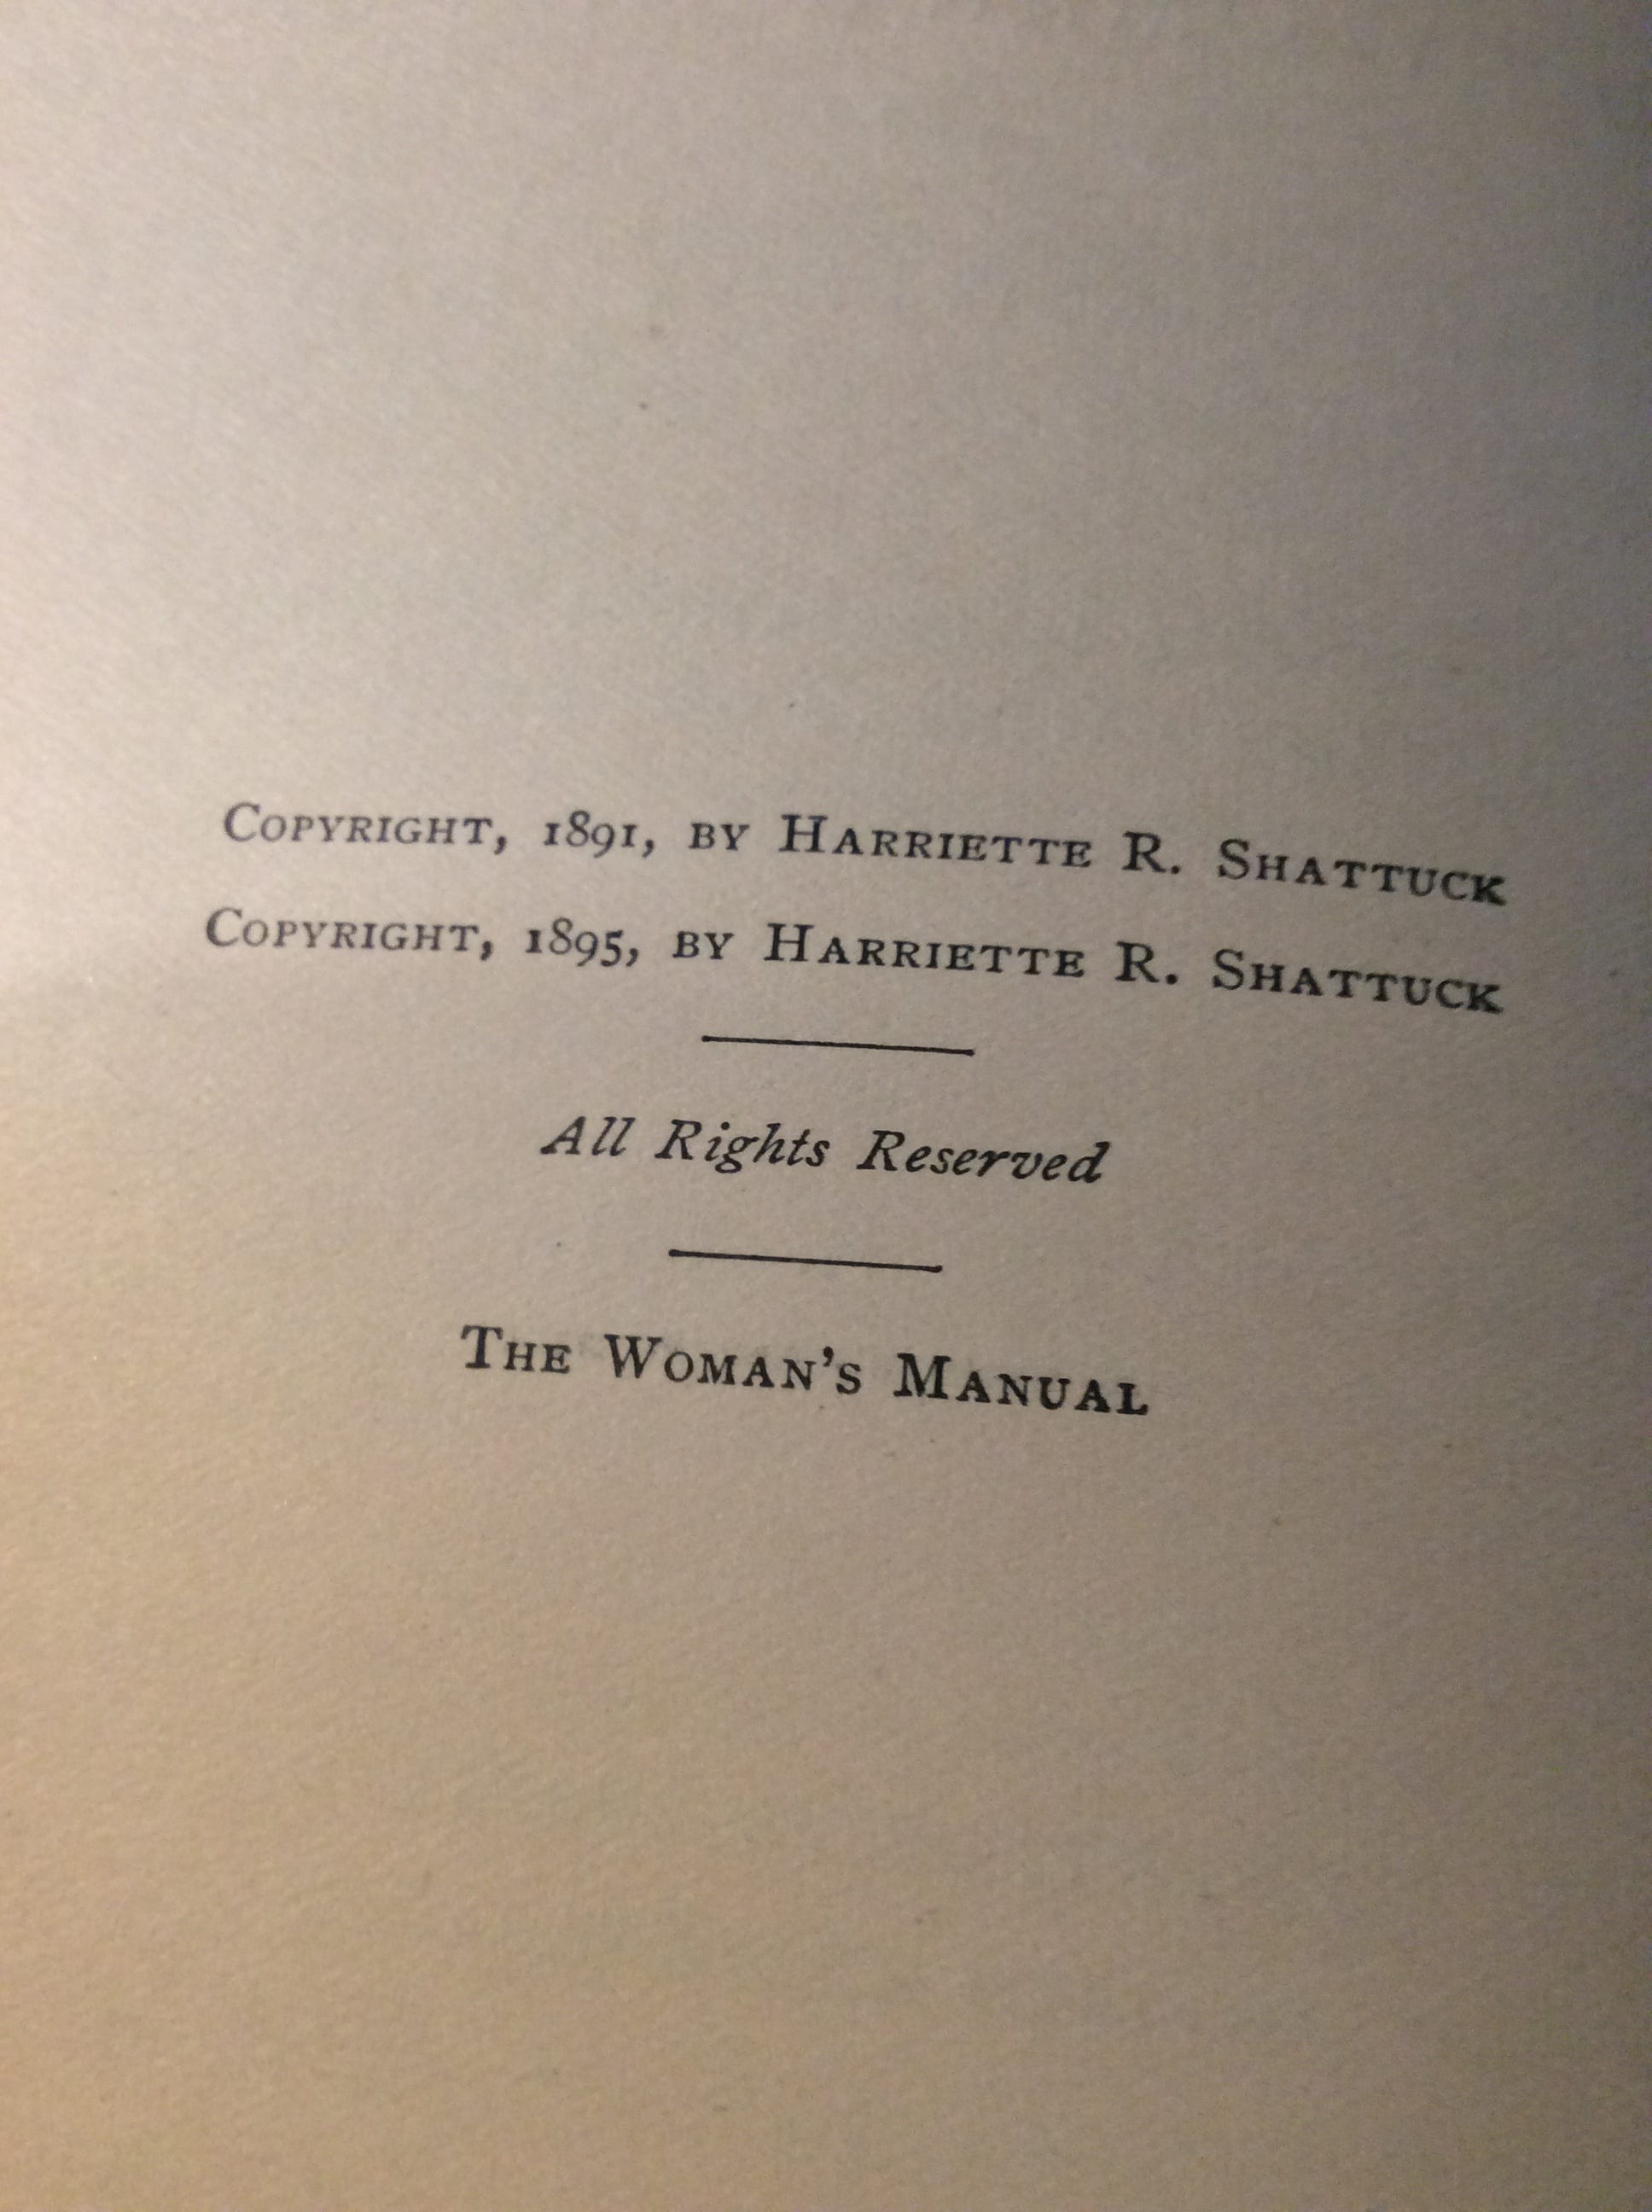 Copyright, 1891, by Harriette R. Shattuck
Copyright, 1895, by Harriette R. Shattuck
All Rights Reserved
The Woman's Manual